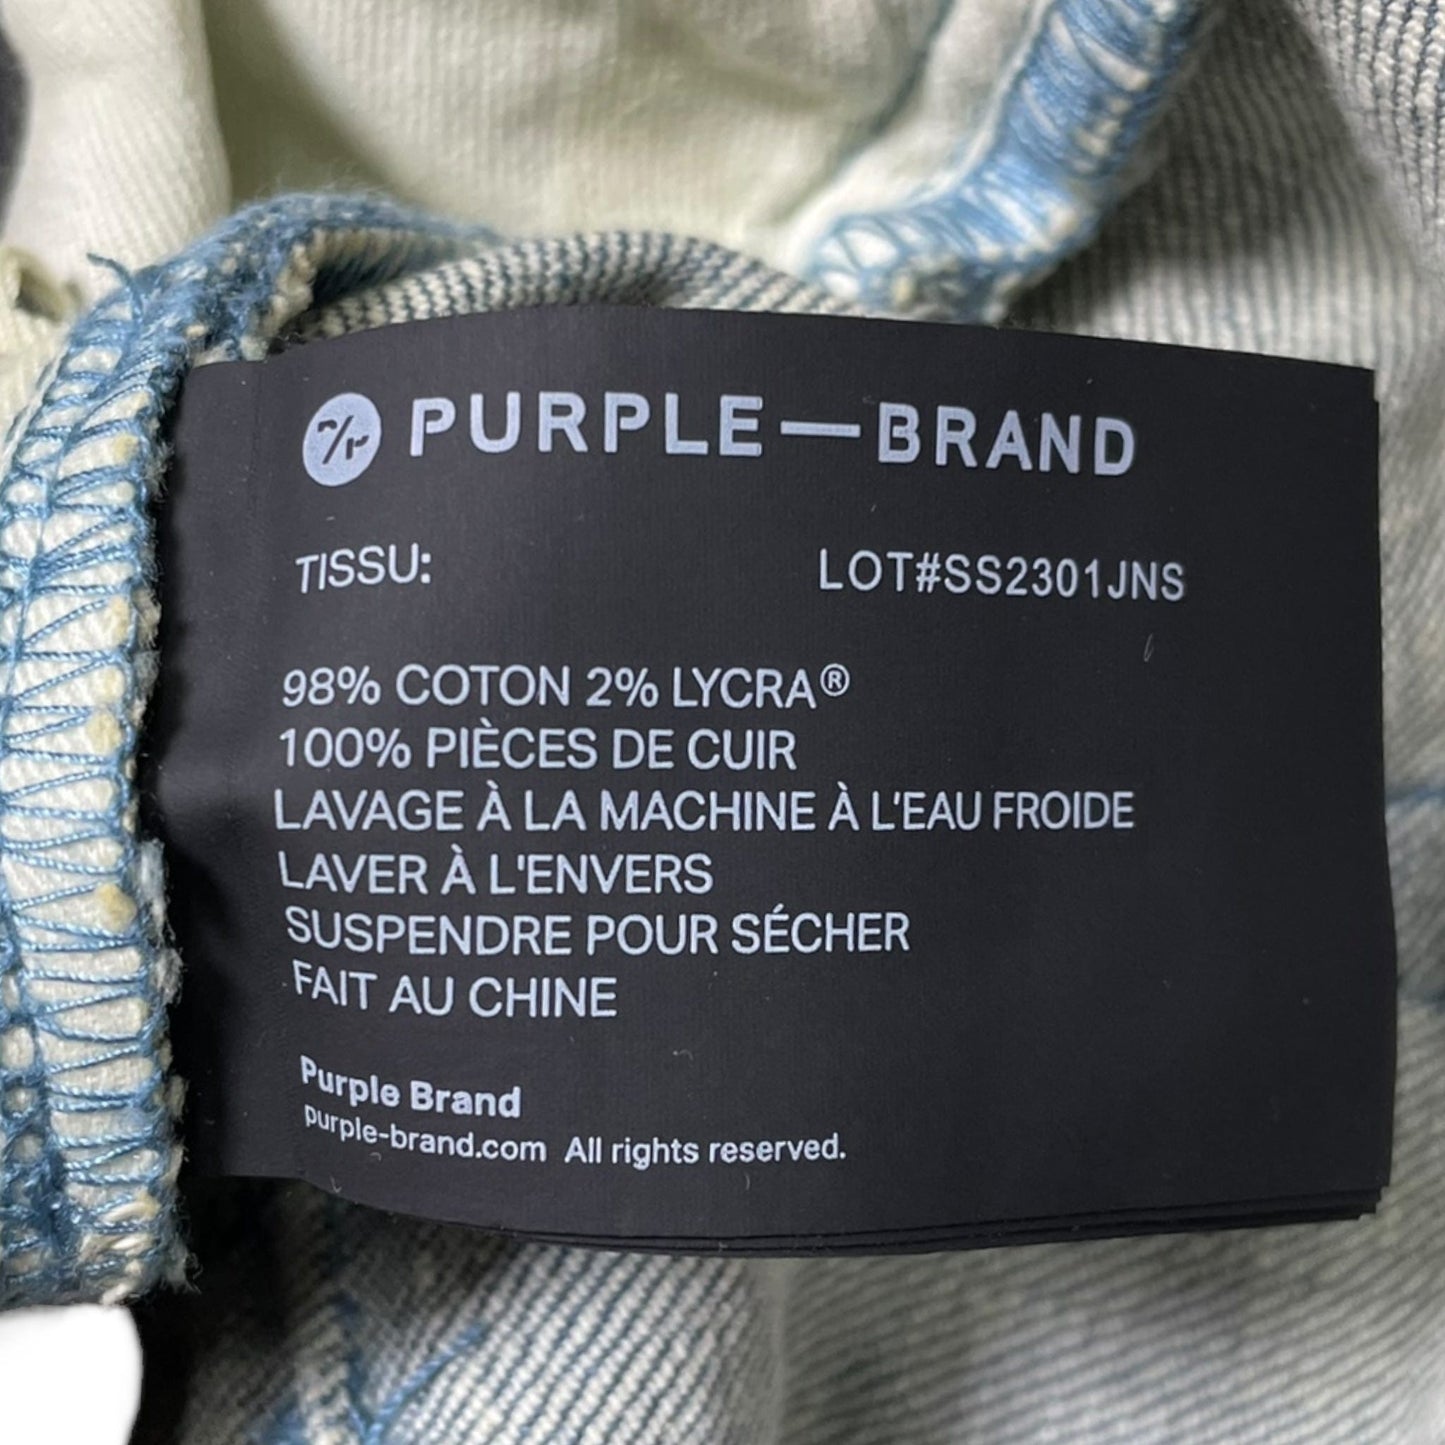 PURPLE—BRAND
TISSU: LOT#SS2301JNS
98% COTON 2% LYCRA®
100% PIÈCES DE CUIR
LAVAGE À LA MACHINE À L'EAU FROIDE
LAVER À L'ENVERS
SUSPENDRE POUR SÉCHER
FAIT AU CHINE
Purple Brand
purple-brand.com All rights reserved.